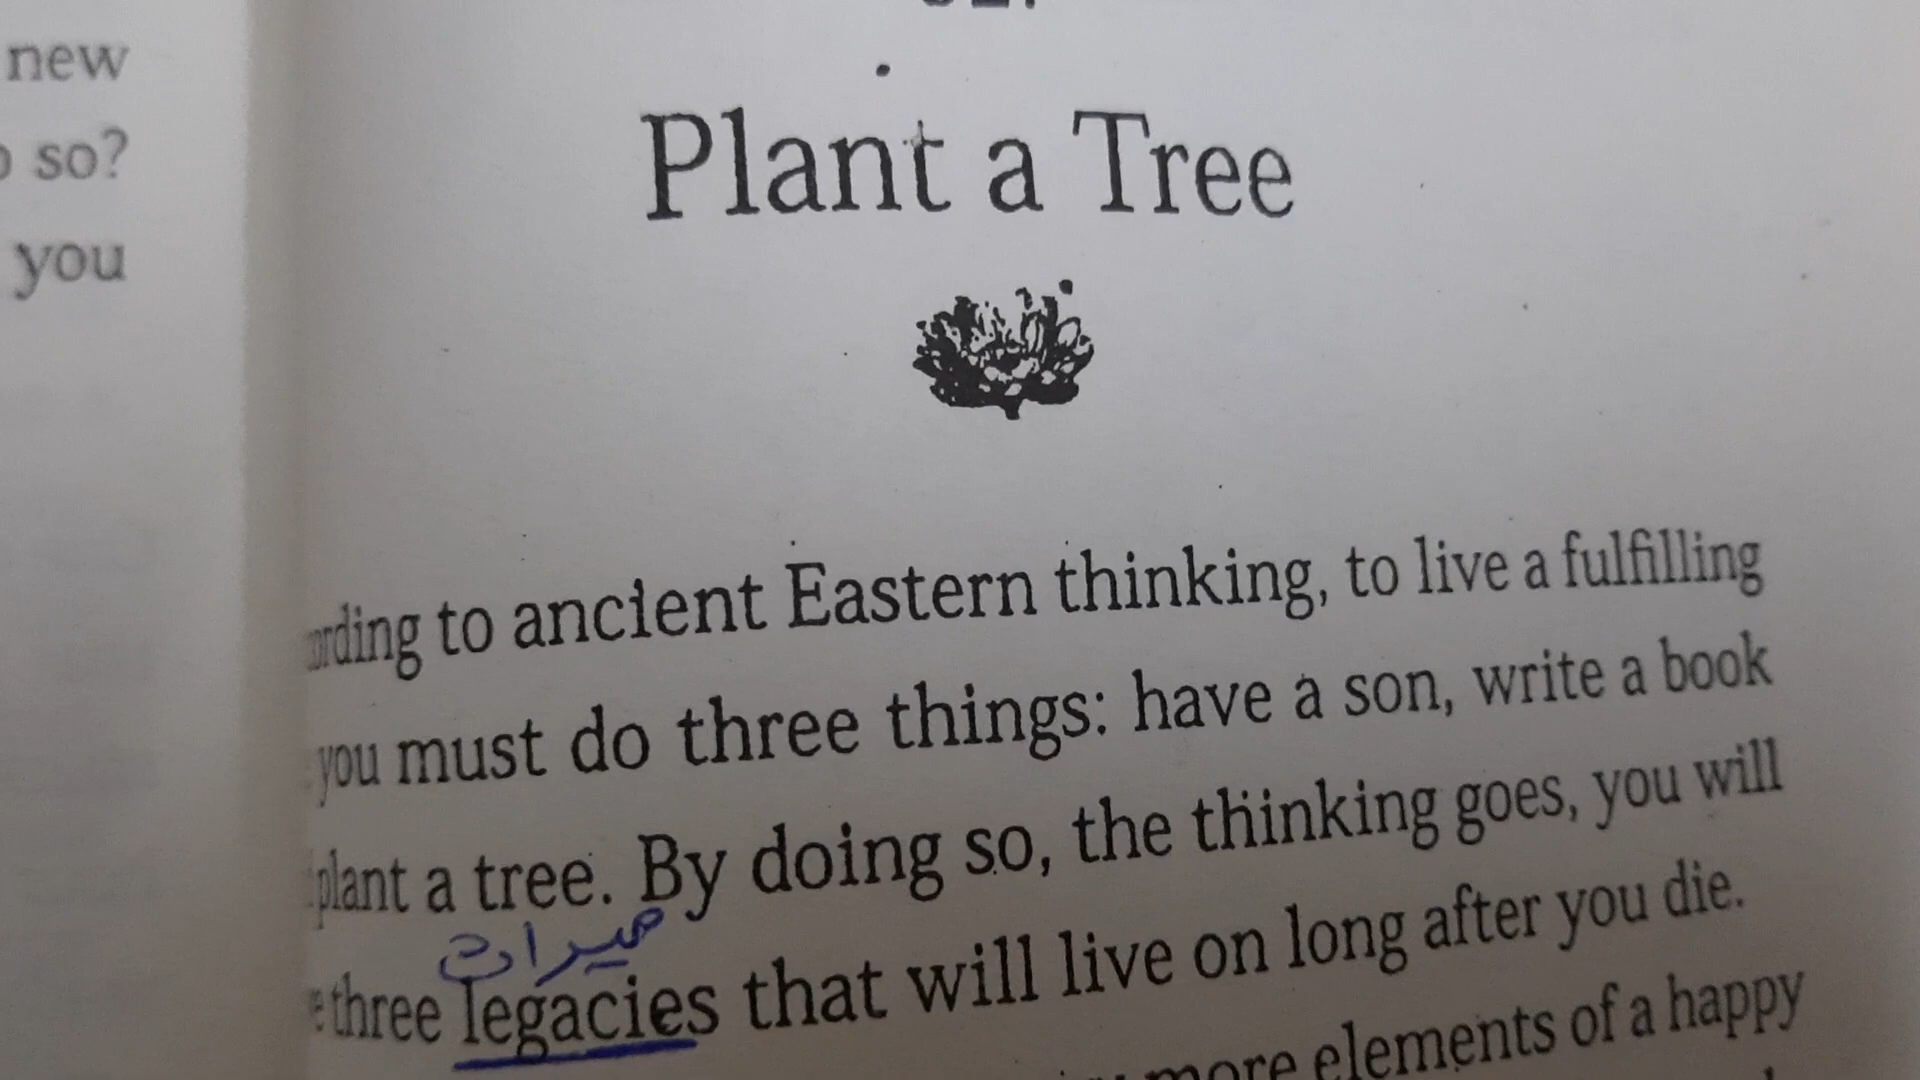 new
so?
you
Plant a Tree
to ancient Eastern thinking, to live a fulfilling
you must do three things: have a son, write a book
plant a tree. By doing so, the thinking goes, you will
میراث
three legacies that will live on long after you die.
more elements of a happy